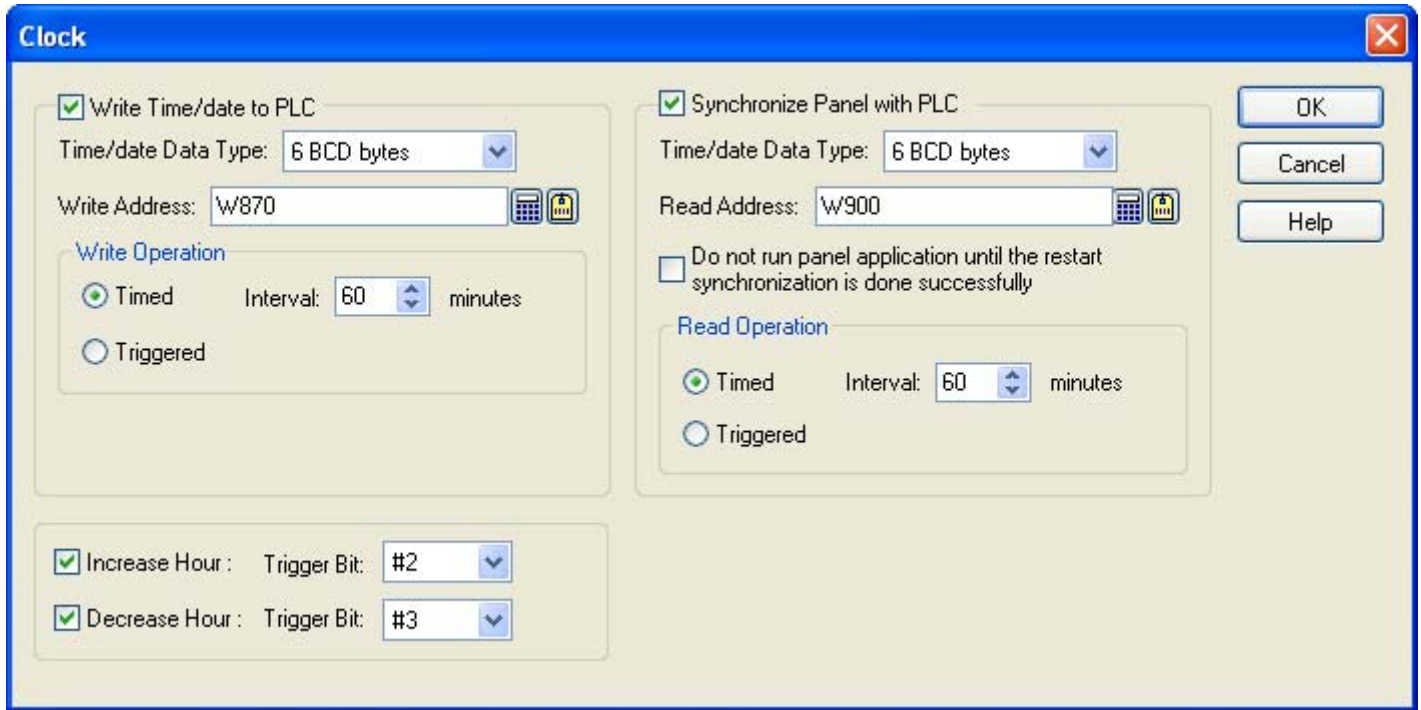 Clock
Write Time/date to PLC
Time/date Data Type: 6 BCD bytes
Write Address: W870
Write Operation
Timed Interval: 60 minutes
Triggered
Synchronize Panel with PLC
Time/date Data Type: 6 BCD bytes
Read Address: W900
Do not run panel application until the restart
synchronization is done successfully
Read Operation
Timed Interval: 60 minutes
Triggered
OK
Cancel
Help
Increase Hour : Trigger Bit: #2
Decrease Hour : Trigger Bit: #3